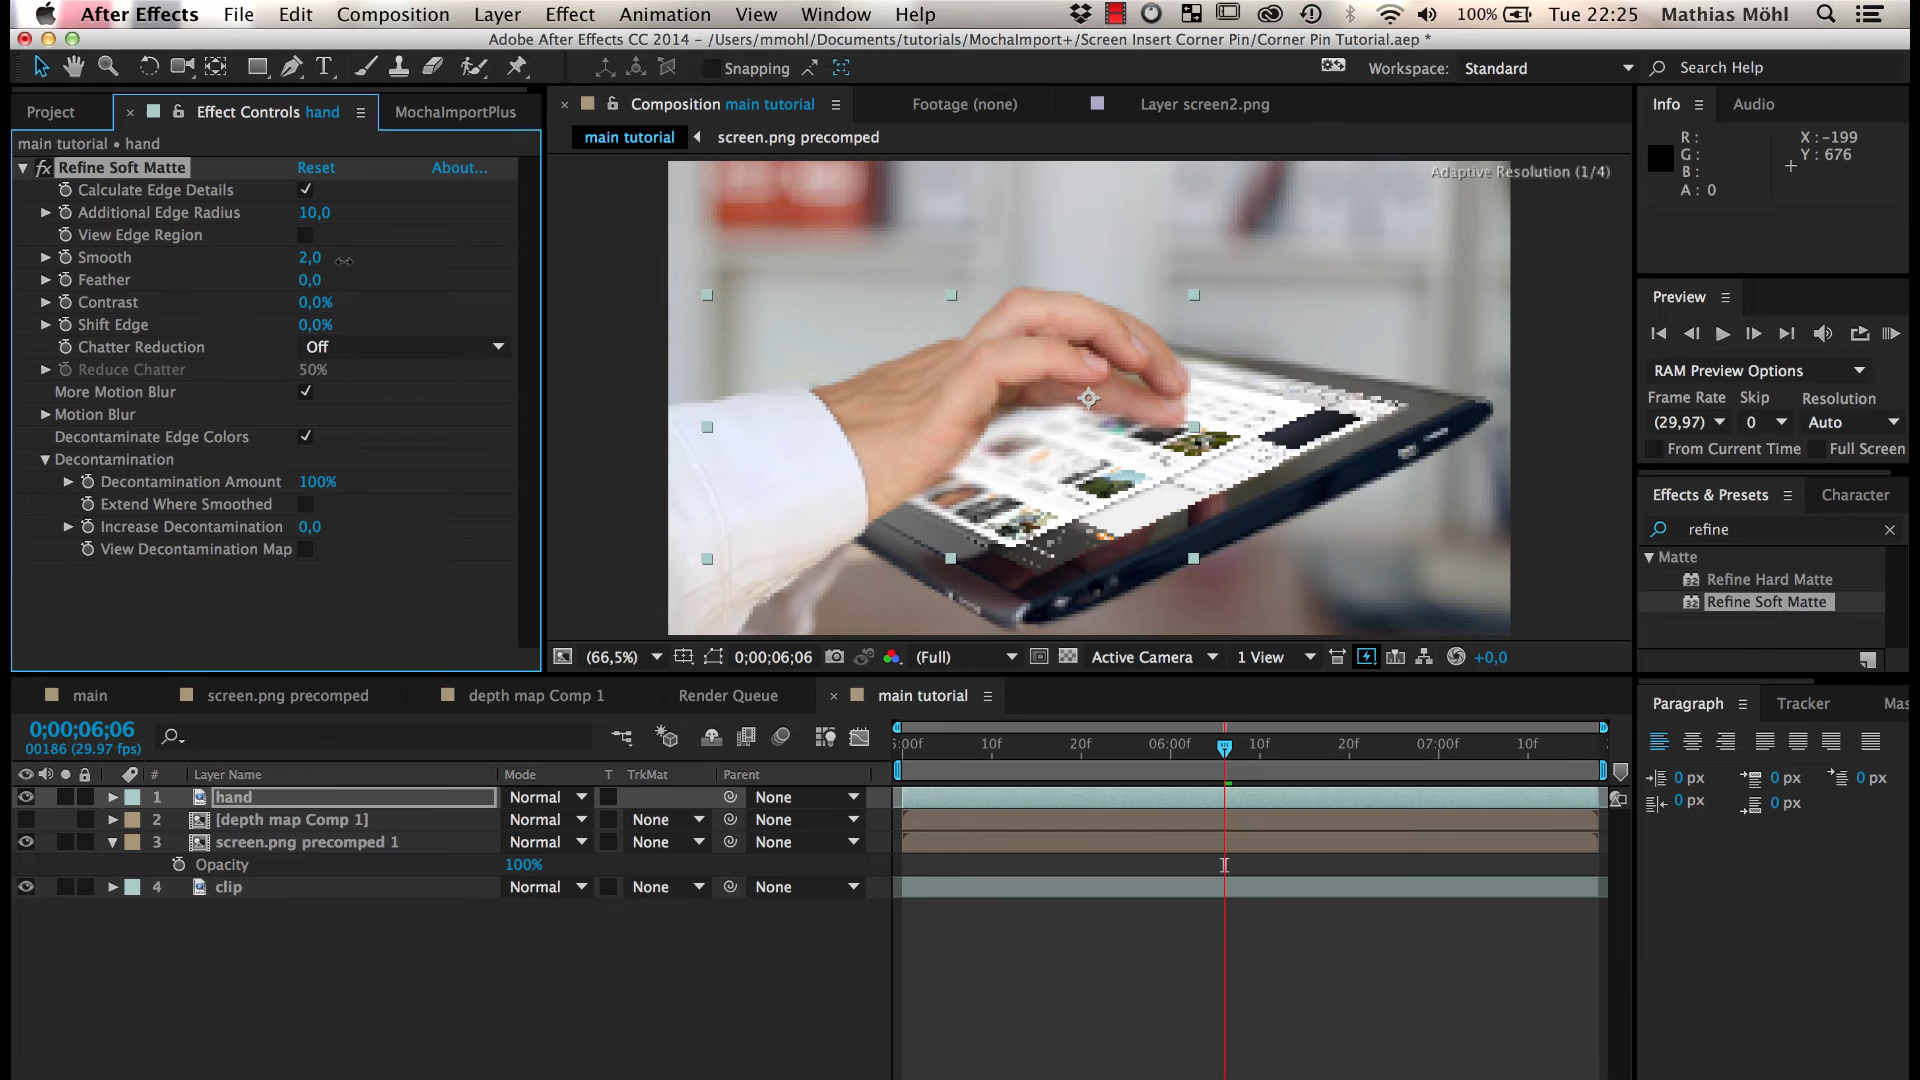 After Effects File Edit Composition Layer Effect Animation View Window Help 100% Tue 22:25 Mathias Möhl
Adobe After Effects CC 2014 - /Users/mmohl/Documents/tutorials/MochaImport+/Screen Insert Corner Pin/Corner Pin Tutorial.aep *
Snapping Workspace: Standard Search Help
Project Effect Controls hand MochaImportPlus
Composition main tutorial Footage (none) Layer screen2.png
Info Audio
main tutorial • hand
main tutorial screen.png precomped
R: X: -199
G: Y: 676
B:
A: 0
fx Refine Soft Matte Reset About...
Calculate Edge Details
Additional Edge Radius 10,0
View Edge Region
Smooth 2,0
Feather 0,0
Contrast 0,0%
Shift Edge 0,0%
Chatter Reduction Off
Reduce Chatter 50%
More Motion Blur
Motion Blur
Decontaminate Edge Colors
Decontamination
Decontamination Amount 100%
Extend Where Smoothed
Increase Decontamination 0,0
View Decontamination Map
Adaptive Resolution (1/4)
(66,5%) 0;00;06;06 (Full) Active Camera 1 View +0,0
Preview
RAM Preview Options
Frame Rate Skip Resolution
(29,97) 0 Auto
From Current Time Full Screen
Effects & Presets Character
refine
Matte
32 Refine Hard Matte
32 Refine Soft Matte
main screen.png precomped depth map Comp 1 Render Queue main tutorial
0;00;06;06
00186 (29.97 fps)
5:00f 10f 20f 06:00f 10f 20f 07:00f 10f
# Layer Name Mode T TrkMat Parent
1 hand Normal None
2 [depth map Comp 1] Normal None None
3 screen.png precomped 1 Normal None None
Opacity 100%
4 clip Normal None None
Paragraph Tracker Mas
0 px 0 px 0 px
0 px 0 px